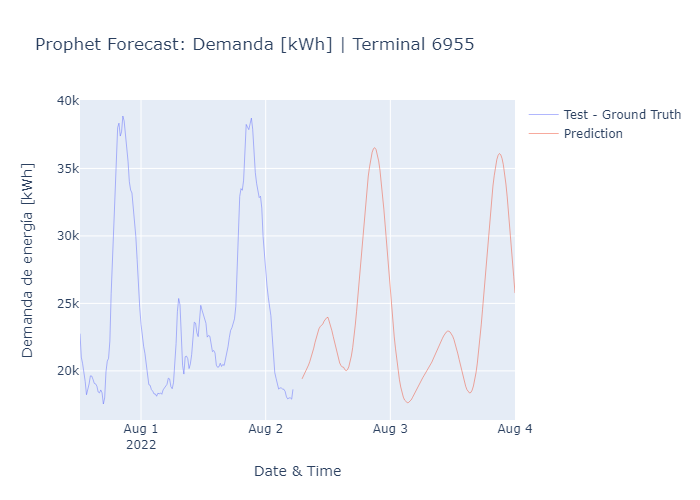 Prophet Forecast: Demanda [kWh] | Terminal 6955
Test - Ground Truth
Prediction
Demanda de energía [kWh]
40k
35k
30k
25k
20k
Aug 1
2022
Aug 2
Aug 3
Aug 4
Date & Time